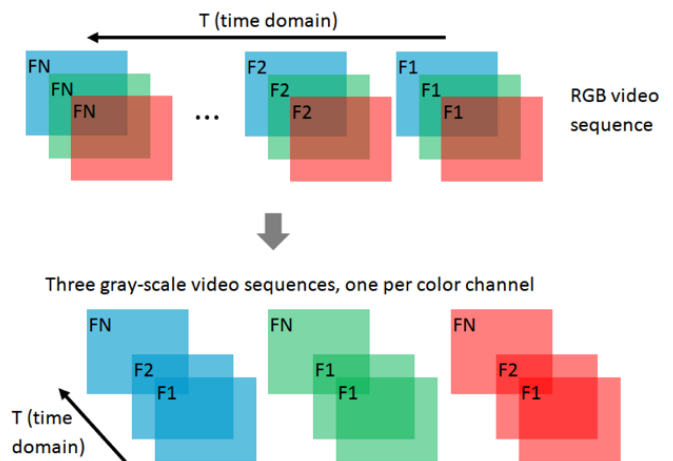 T (time domain)
FN
FN
FN
...
F2
F2
F2
F1
F1
F1
RGB video
sequence
Three gray-scale video sequences, one per color channel
FN
F2
F1
FN
F1
F1
FN
F2
F1
T (time
domain)